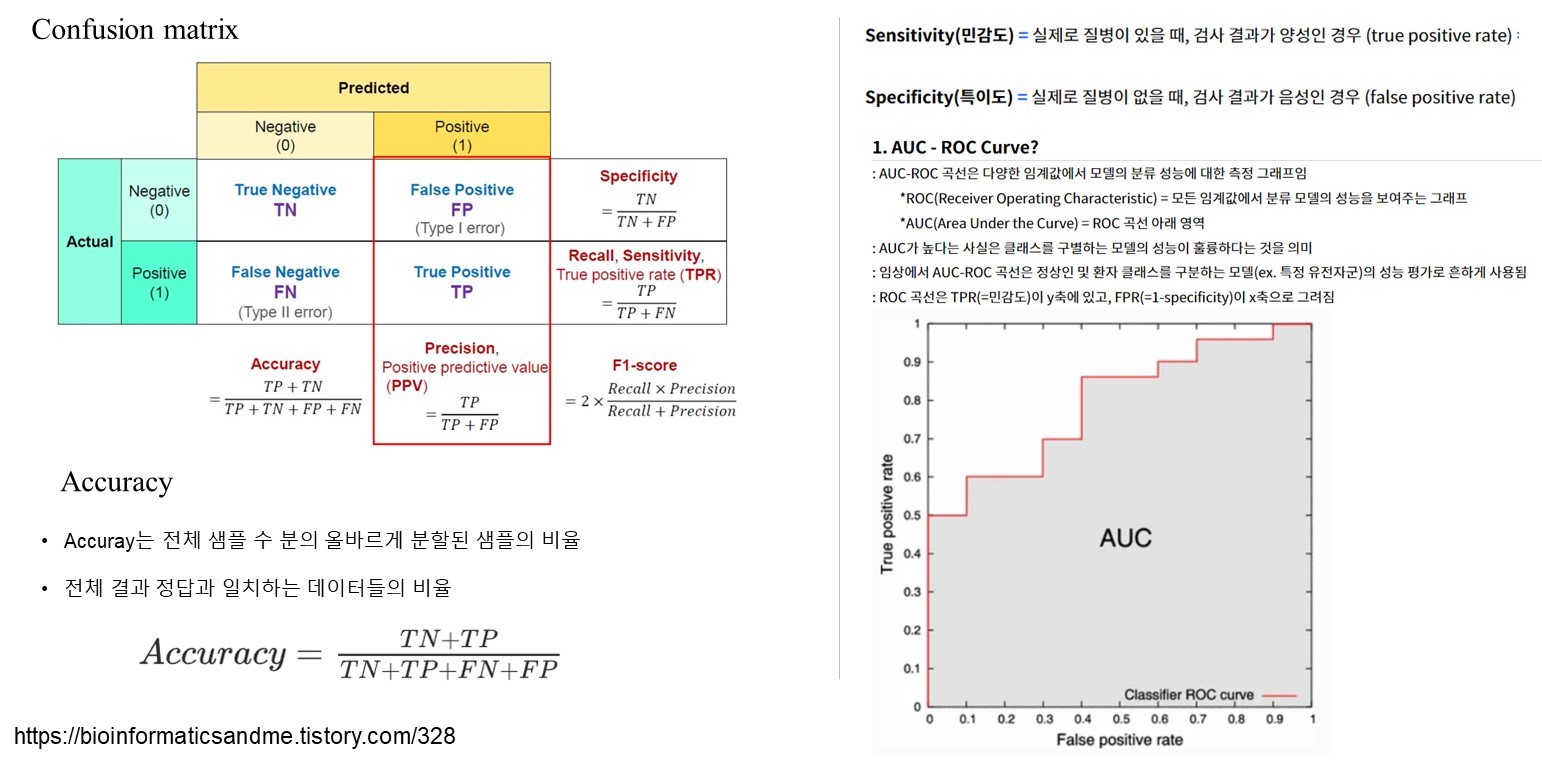 Confusion matrix
Predicted
Negative
(0)
Positive
(1)
Actual
Negative
(0)
True Negative
TN
False Positive
FP
(Type I error)
Specificity
= TN / TN + FP
Positive
(1)
False Negative
FN
(Type II error)
True Positive
TP
Recall, Sensitivity,
True positive rate (TPR)
= TP / TP + FN
Accuracy
= TP + TN / TP + TN + FP + FN
Precision,
Positive predictive value
(PPV)
= TP / TP + FP
F1-score
= 2 × Recall × Precision / Recall + Precision
Accuracy
• Accuray는 전체 샘플 수 분의 올바르게 분할된 샘플의 비율
• 전체 결과 정답과 일치하는 데이터들의 비율
Accuracy = TN+TP / TN+TP+FN+FP
https://bioinformaticsandme.tistory.com/328
Sensitivity(민감도) = 실제로 질병이 있을 때, 검사 결과가 양성인 경우 (true positive rate) :
Specificity(특이도) = 실제로 질병이 없을 때, 검사 결과가 음성인 경우 (false positive rate)
1. AUC - ROC Curve?
: AUC-ROC 곡선은 다양한 임계값에서 모델의 분류 성능에 대한 측정 그래프임
*ROC(Receiver Operating Characteristic) = 모든 임계값에서 분류 모델의 성능을 보여주는 그래프
*AUC(Area Under the Curve) = ROC 곡선 아래 영역
: AUC가 높다는 사실은 클래스를 구별하는 모델의 성능이 훌륭하다는 것을 의미
: 임상에서 AUC-ROC 곡선은 정상인 및 환자 클래스를 구분하는 모델(ex. 특정 유전자군)의 성능 평가로 흔하게 사용됨
: ROC 곡선은 TPR(=민감도)이 y축에 있고, FPR(=1-specificity)이 x축으로 그려짐
1
0.9
0.8
0.7
0.6
0.5
0.4
0.3
0.2
0.1
0
True positive rate
AUC
Classifier ROC curve
0 0.1 0.2 0.3 0.4 0.5 0.6 0.7 0.8 0.9 1
False positive rate